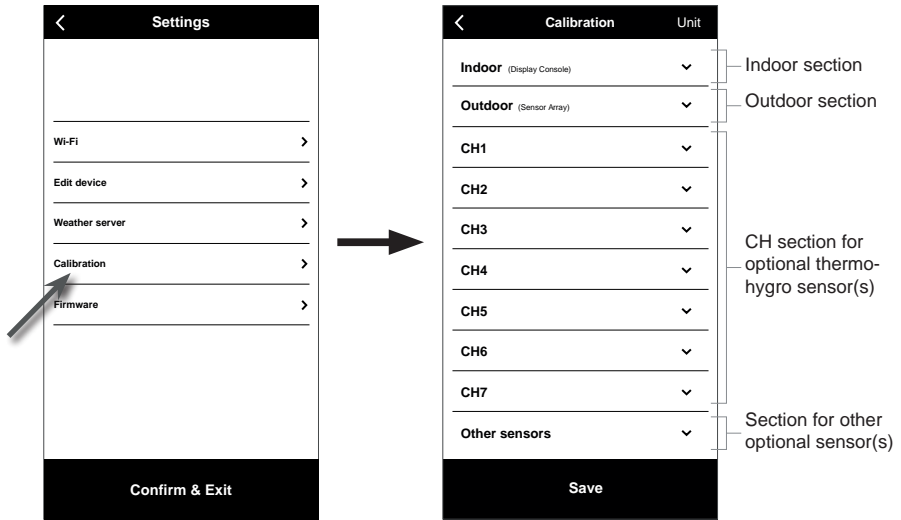 Settings
Wi-Fi
Edit device
Weather server
Calibration
Firmware
Confirm & Exit
Calibration Unit
Indoor (Display Console)
Outdoor (Sensor Array)
CH1
CH2
CH3
CH4
CH5
CH6
CH7
Other sensors
Save
Indoor section
Outdoor section
CH section for
optional thermo-
hygro sensor(s)
Section for other
optional sensor(s)